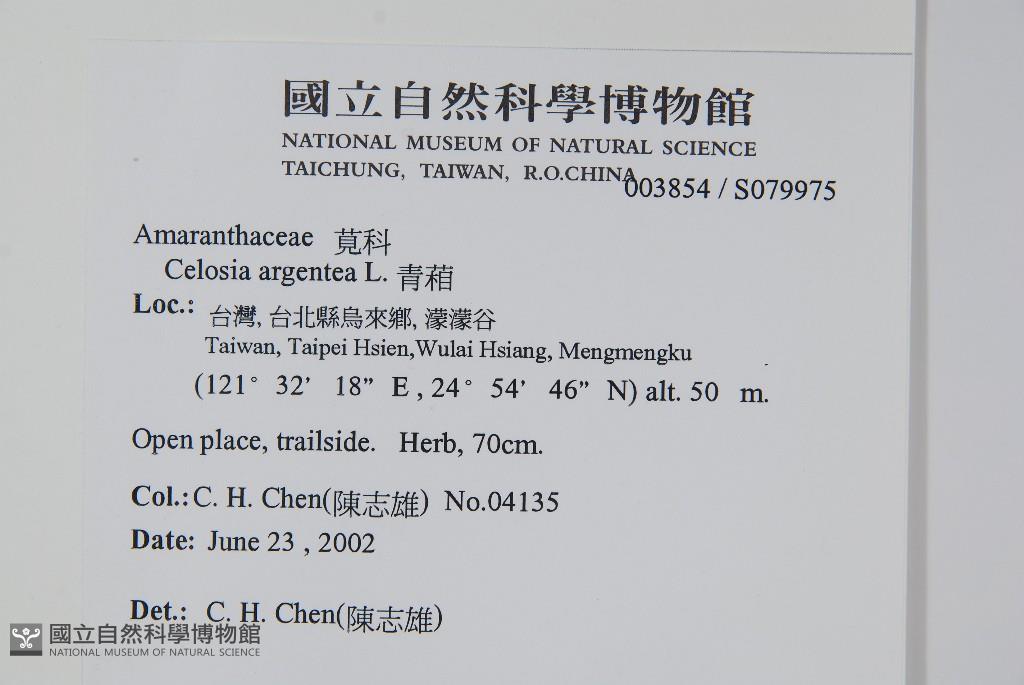 國立自然科學博物館
NATIONAL MUSEUM OF NATURAL SCIENCE
TAICHUNG, TAIWAN, R.O.CHINA
003854 / S079975
Amaranthaceae 莧科
Celosia argentea L. 青葙
Loc.: 台灣, 台北縣烏來鄉, 濛濛谷
Taiwan, Taipei Hsien,Wulai Hsiang, Mengmengku
(121° 32' 18” E , 24° 54' 46” N) alt. 50 m.
Open place, trailside. Herb, 70cm.
Col.: C. H. Chen(陳志雄) No.04135
Date: June 23 , 2002
Det.: C. H. Chen(陳志雄)
國立自然科學博物館
NATIONAL MUSEUM OF NATURAL SCIENCE